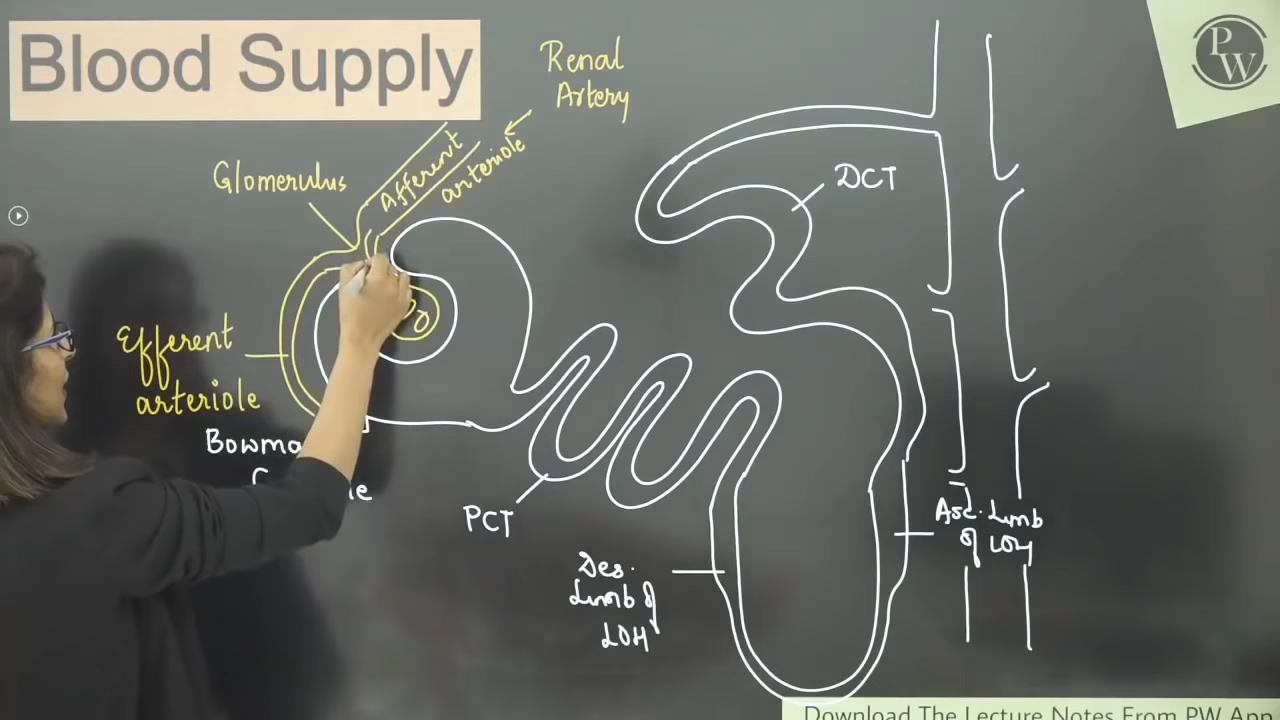 Blood Supply
Renal
Artery
PW
Afferent
arteriole
Glomerulus
DCT
Efferent
arteriole
PCT
Des.
Limb of
LOH
Asc. Limb
of LOH
Download The Lecture Notes From PW App